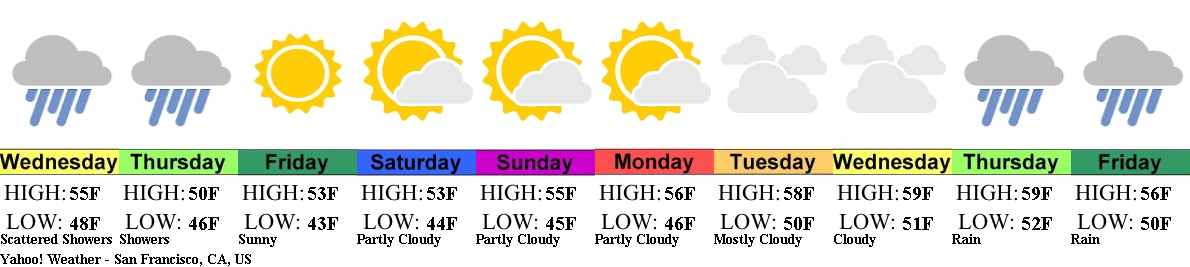 Wednesday Thursday Friday Saturday Sunday Monday Tuesday Wednesday Thursday Friday
HIGH: 55F HIGH: 50F HIGH: 53F HIGH: 53F HIGH: 55F HIGH: 56F HIGH: 58F HIGH: 59F HIGH: 59F HIGH: 56F
LOW: 48F LOW: 46F LOW: 43F LOW: 44F LOW: 45F LOW: 46F LOW: 50F LOW: 51F LOW: 52F LOW: 50F
Scattered Showers Showers Sunny Partly Cloudy Partly Cloudy Partly Cloudy Mostly Cloudy Cloudy Rain Rain
Yahoo! Weather - San Francisco, CA, US